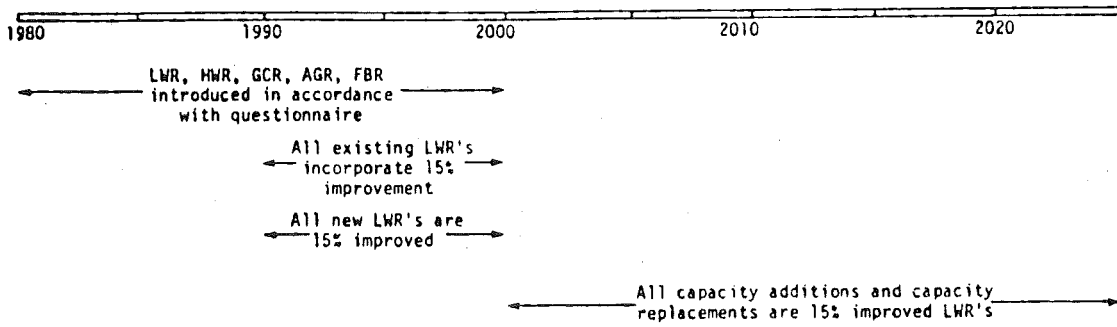 1980 1990 2000 2010 2020
LWR, HWR, GCR, AGR, FBR
introduced in accordance
with questionnaire
All existing LWR's
incorporate 15%
improvement
All new LWR's are
15% improved
All capacity additions and capacity
replacements are 15% improved LWR's